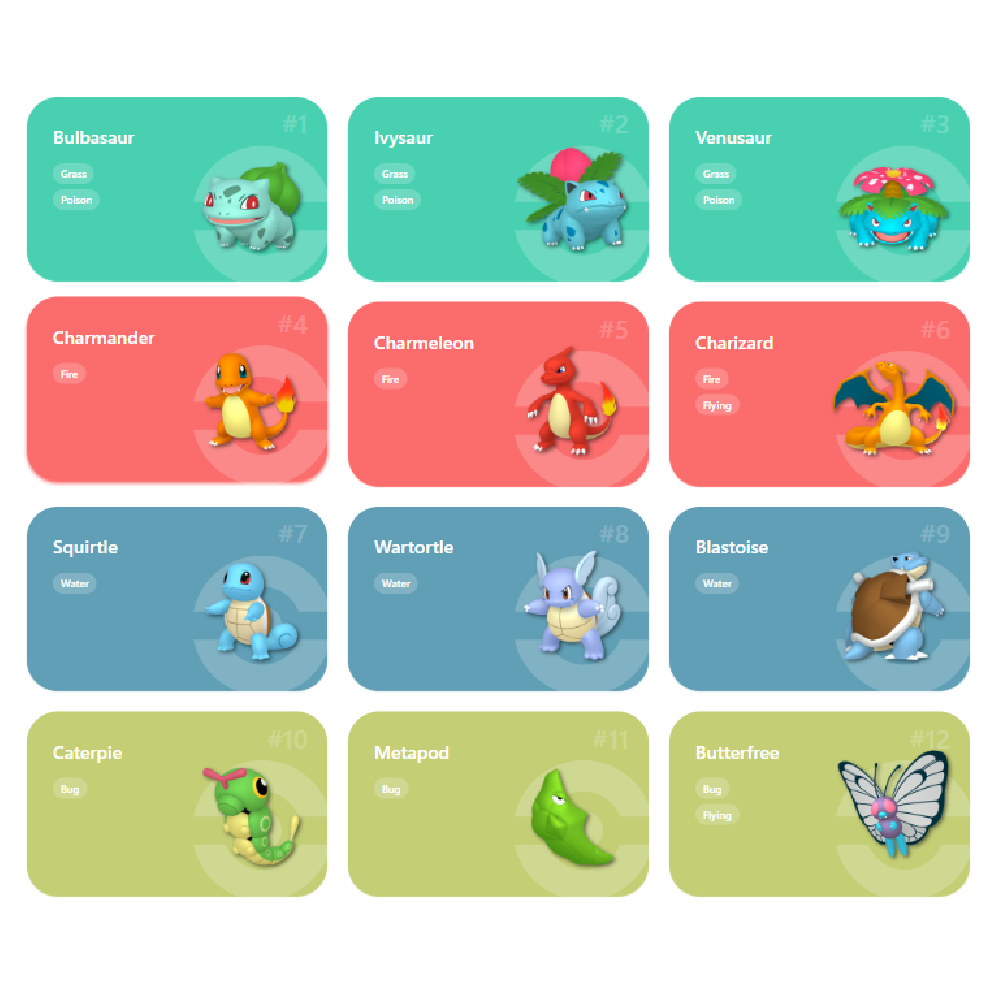 #1
Bulbasaur
Grass
Poison
#2
Ivysaur
Grass
Poison
#3
Venusaur
Grass
Poison
#4
Charmander
Fire
#5
Charmeleon
Fire
#6
Charizard
Fire
Flying
#7
Squirtle
Water
#8
Wartortle
Water
#9
Blastoise
Water
#10
Caterpie
Bug
#11
Metapod
Bug
#12
Butterfree
Bug
Flying